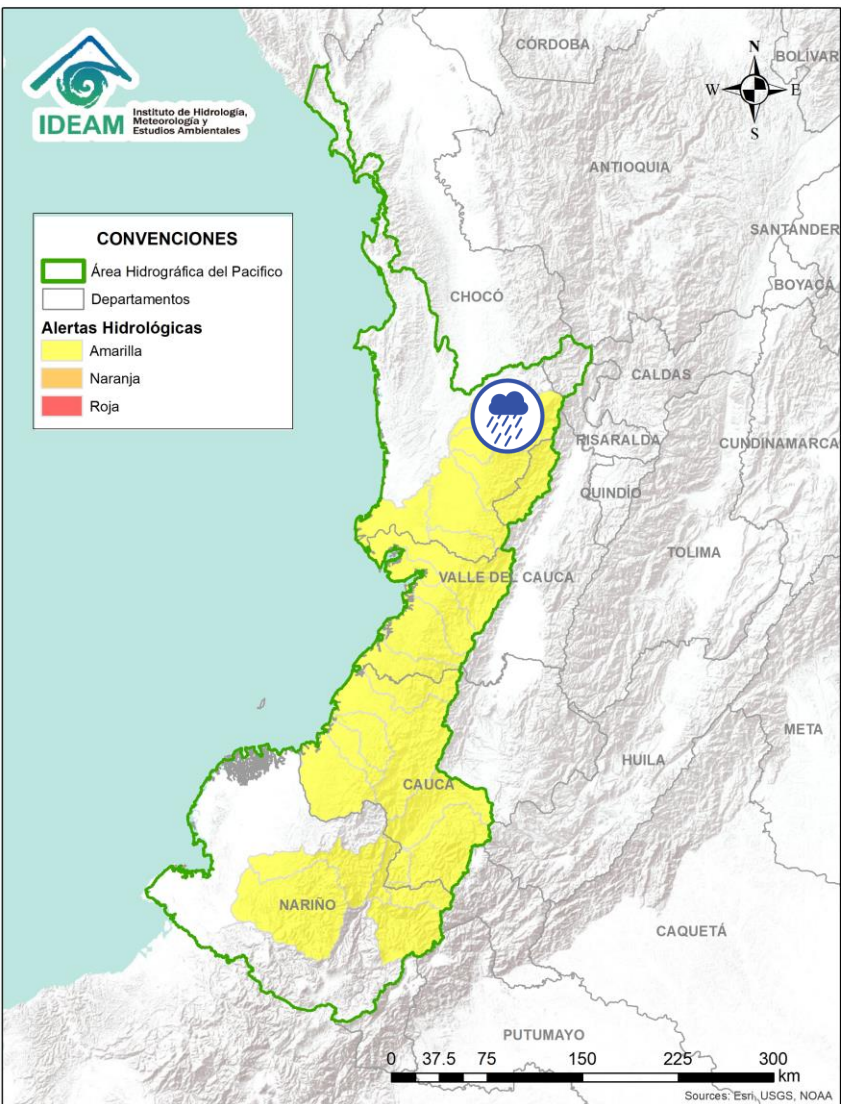 IDEAM
Instituto de Hidrología,
Meteorología y
Estudios Ambientales
CÓRDOBA
BOLÍVAR
N
W
E
S
ANTIOQUIA
SANTANDER
BOYACÁ
CONVENCIONES
Área Hidrográfica del Pacifico
Departamentos
Alertas Hidrológicas
Amarilla
Naranja
Roja
CHOCÓ
CALDAS
RISARALDA
CUNDINAMARCA
QUINDÍO
TOLIMA
VALLE DEL CAUCA
META
HUILA
CAUCA
NARIÑO
CAQUETÁ
PUTUMAYO
0 37.5 75 150 225 300
km
Sources: Esri, USGS, NOAA